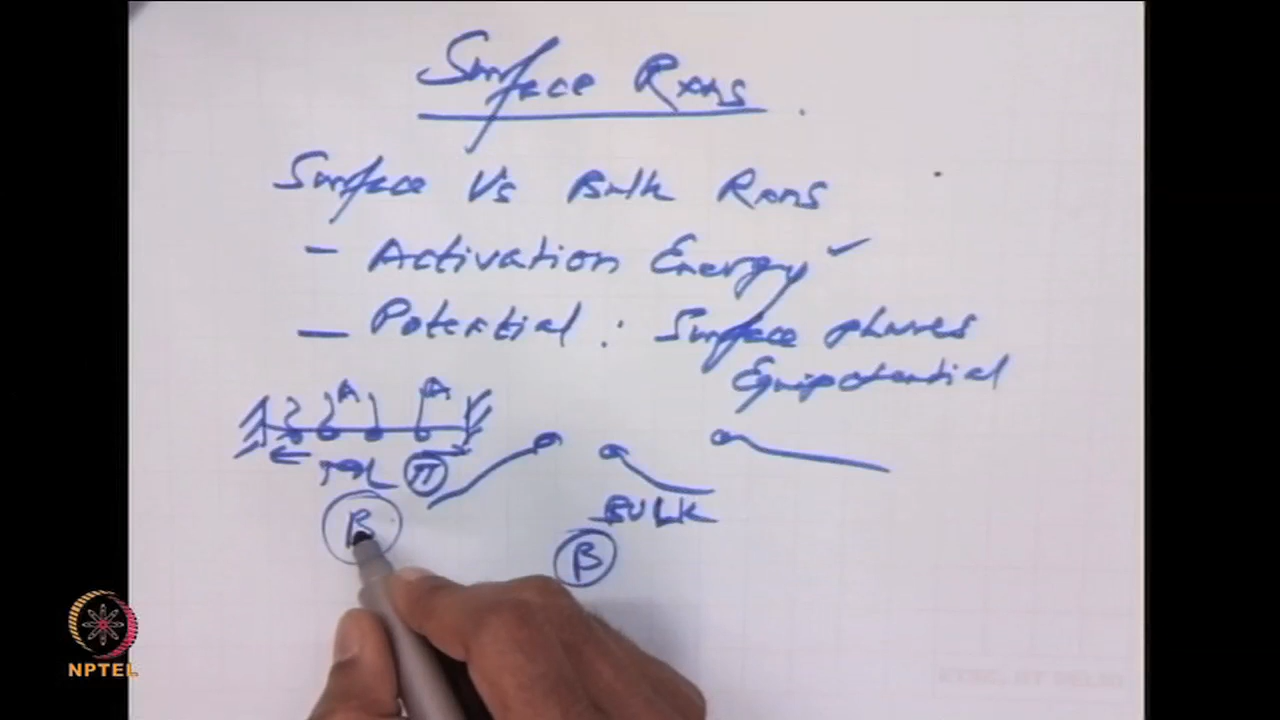 Surface Rxns
Surface Vs Bulk Rxns
- Activation Energy ✓
- Potential : Surface phases
Equipotential
A A
π
BULK
B
B
NPTEL